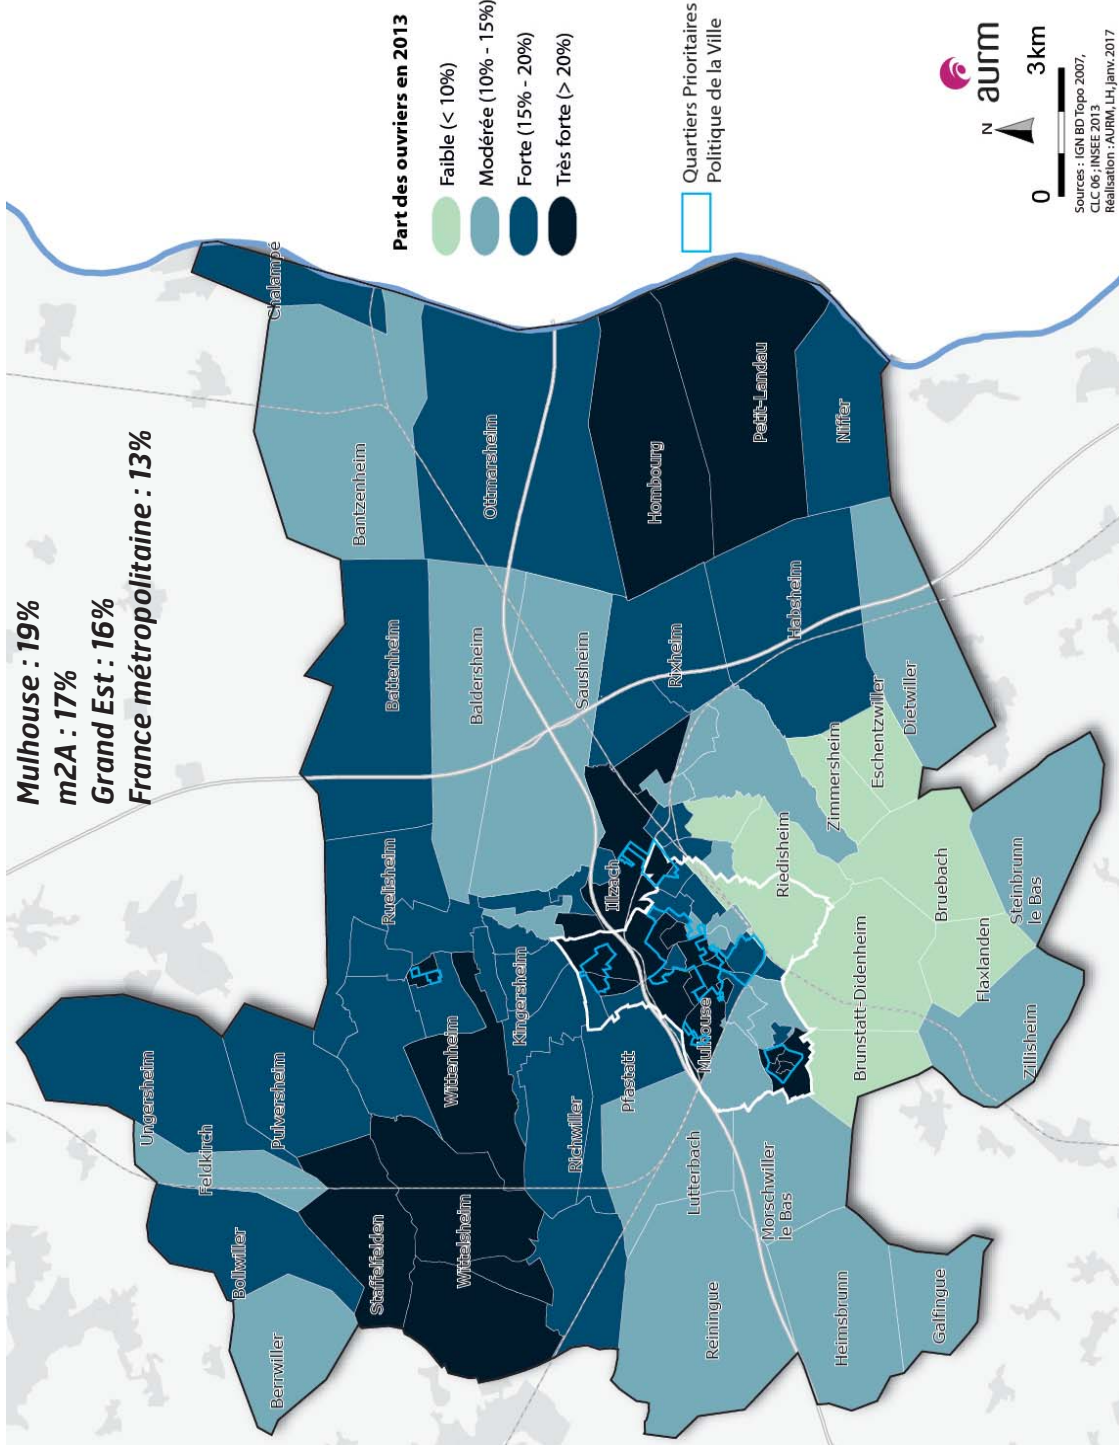 Mulhouse : 19%
m2A : 17%
Grand Est : 16%
France métropolitaine : 13%
Part des ouvriers en 2013
Faible (< 10%)
Modérée (10% - 15%)
Forte (15% - 20%)
Très forte (> 20%)
Quartiers Prioritaires
Politique de la Ville
Ungersheim
Feldkirch
Pulversheim
Bollwiller
Berrwiller
Staffelfelden
Wittelsheim
Wittenheim
Ruelisheim
Battenheim
Bantzenheim
Chalampé
Baldersheim
Ottmarsheim
Sausheim
Kingersheim
Richwiller
Pfastatt
Illzach
Mulhouse
Rixheim
Hombourg
Petit-Landau
Niffer
Habsheim
Lutterbach
Reiningue
Morschwiller
le Bas
Heimsbrunn
Galfingue
Riedisheim
Zimmersheim
Eschentzwiller
Dietwiller
Brunstatt-Didenheim
Bruebach
Flaxlanden
Steinbrunn
le Bas
Zillisheim
aurm
N
0 3km
Sources : IGN BD Topo 2007,
CLC 06 ; INSEE 2013
Réalisation : AURM, LH, janv. 2017